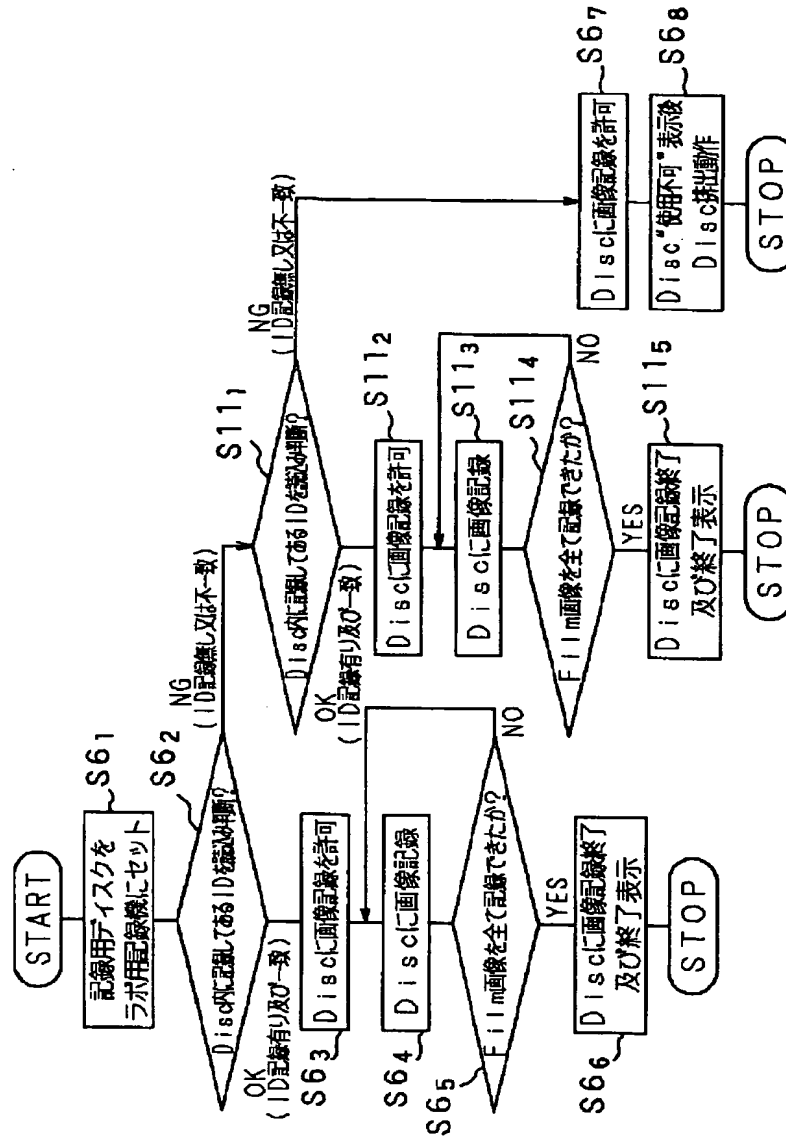 START
記録用ディスクを
ラボ用記録機にセット
S6₁
Disc内に記録してあるIDを読込み判断?
S6₂
NG
(ID記録無し又は不一致)
OK
(ID記録有り及び一致)
Discに画像記録を許可
S6₃
Discに画像記録
S6₄
Film画像を全て記録できたか?
S6₅
NO
YES
Discに画像記録終了
及び終了表示
S6₆
STOP
Disc内に記録してあるIDを読込み判断?
S11₁
NG
(ID記録無し又は不一致)
OK
(ID記録有り及び一致)
Discに画像記録を許可
S11₂
Discに画像記録
S11₃
Film画像を全て記録できたか?
S11₄
NO
YES
Discに画像記録終了
及び終了表示
S11₅
STOP
Discに画像記録を許可
S6₇
Disc"使用不可"表示後
Disc排出動作
S6₈
STOP